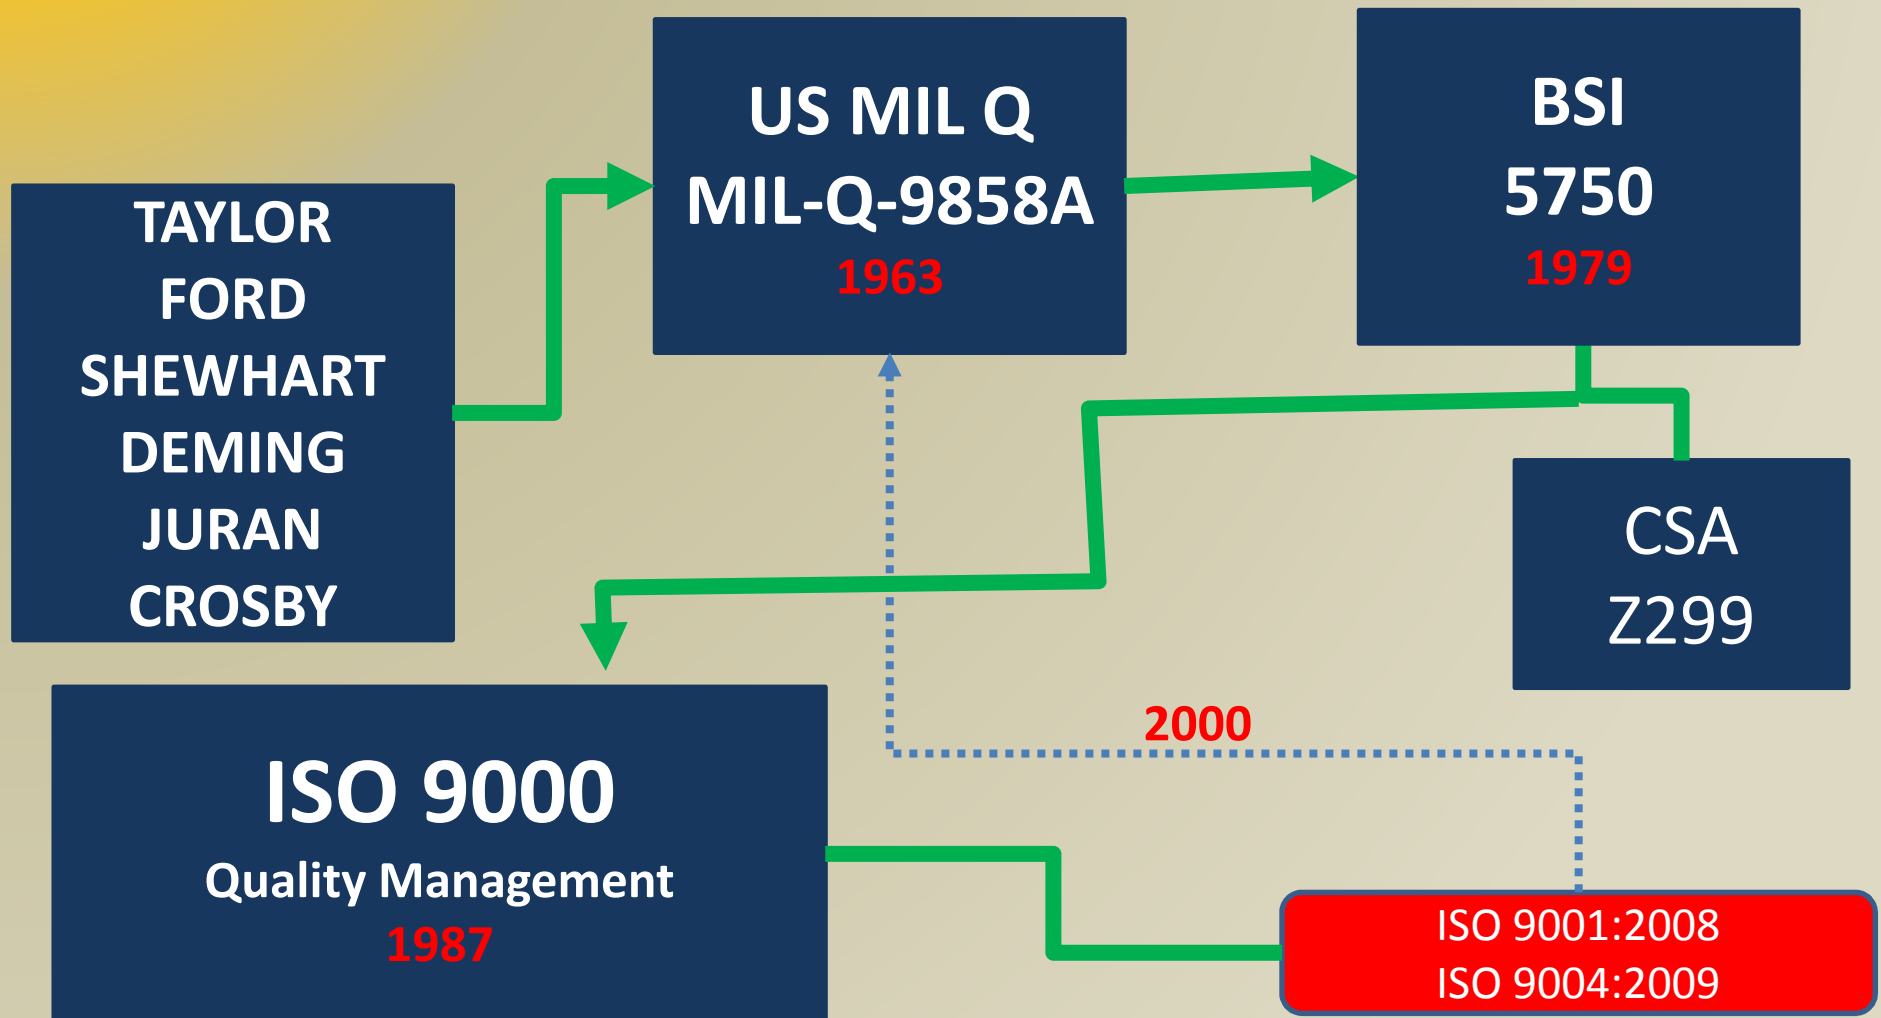 TAYLOR
FORD
SHEWHART
DEMING
JURAN
CROSBY
US MIL Q
MIL-Q-9858A
1963
BSI
5750
1979
CSA
Z299
ISO 9000
Quality Management
1987
2000
ISO 9001:2008
ISO 9004:2009